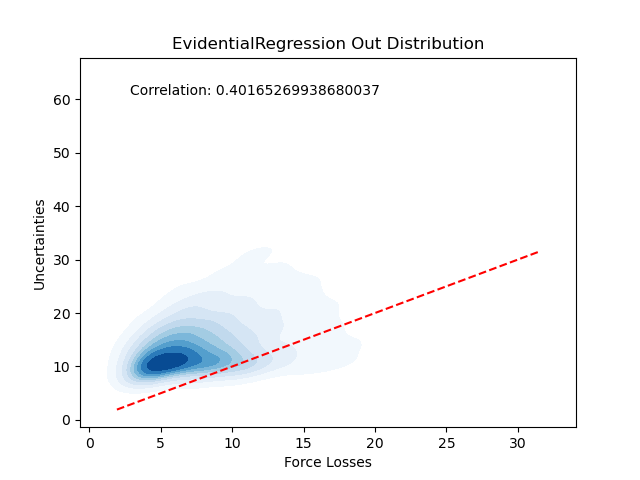 EvidentialRegression Out Distribution
Correlation: 0.40165269938680037
Uncertainties
60
50
40
30
20
10
0
0 5 10 15 20 25 30
Force Losses